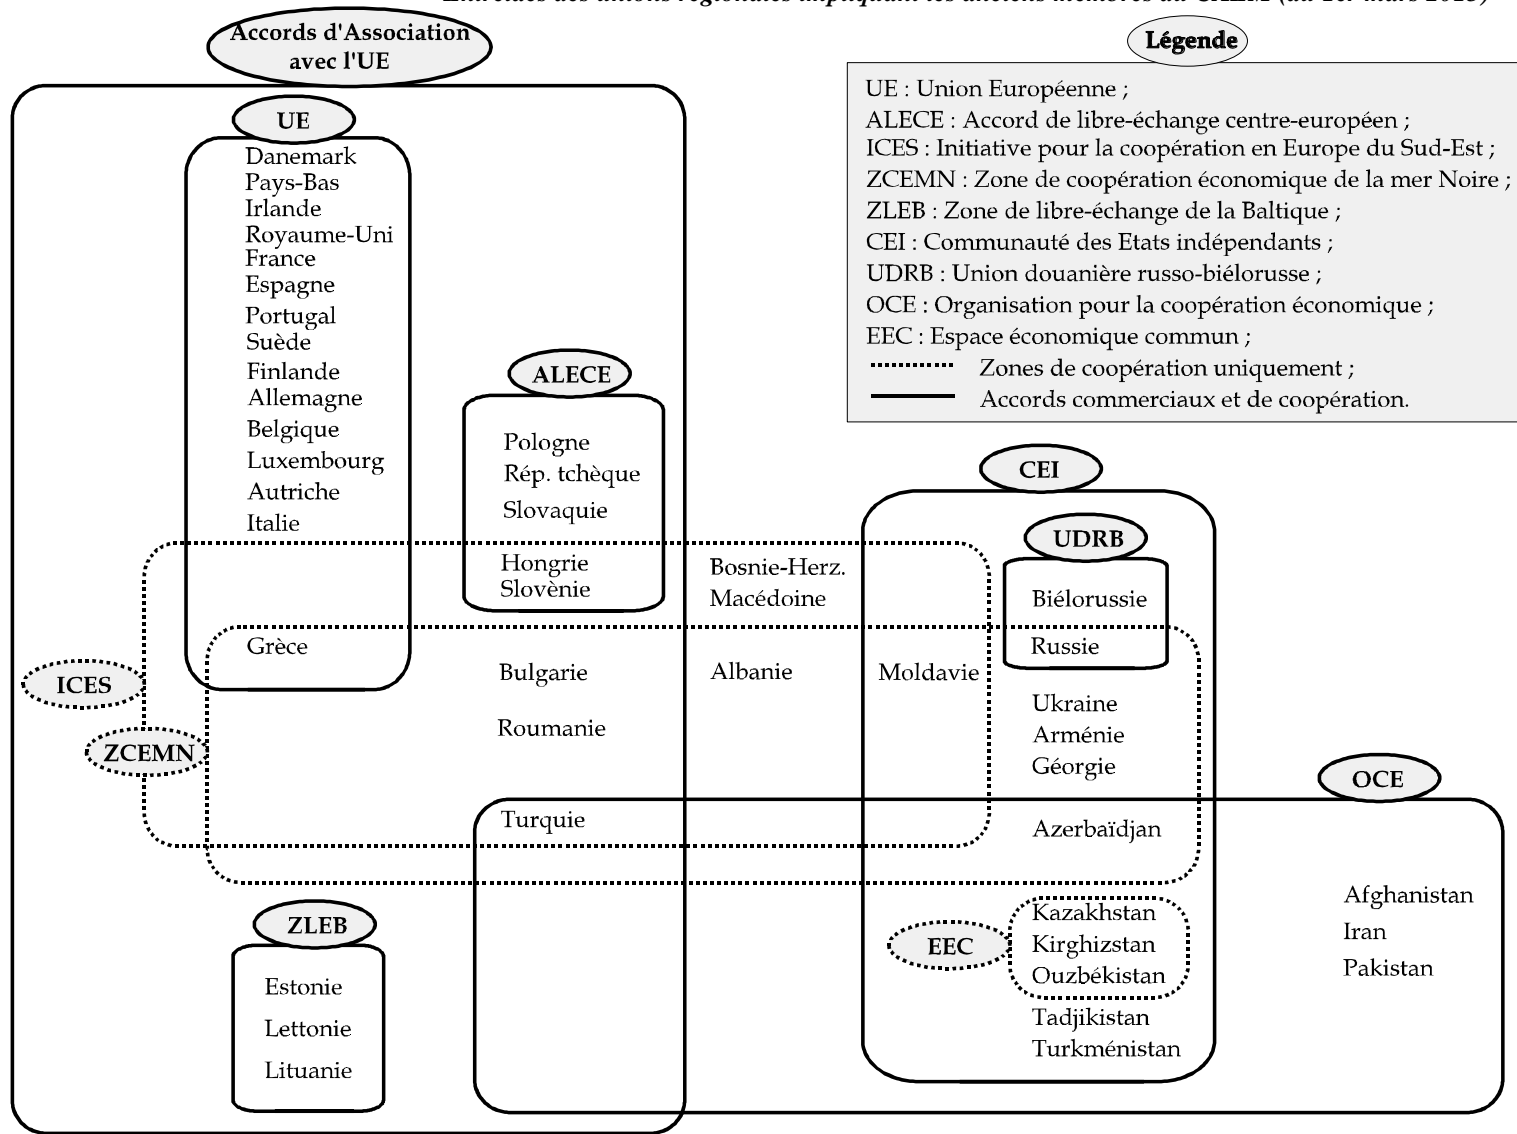 Accords d'Association
avec l'UE
Légende
UE : Union Européenne ;
ALECE : Accord de libre-échange centre-européen ;
ICES : Initiative pour la coopération en Europe du Sud-Est ;
ZCEMN : Zone de coopération économique de la mer Noire ;
ZLEB : Zone de libre-échange de la Baltique ;
CEI : Communauté des Etats indépendants ;
UDRB : Union douanière russo-biélorusse ;
OCE : Organisation pour la coopération économique ;
EEC : Espace économique commun ;
Zones de coopération uniquement ;
Accords commerciaux et de coopération.
UE
Danemark
Pays-Bas
Irlande
Royaume-Uni
France
Espagne
Portugal
Suède
Finlande
Allemagne
Belgique
Luxembourg
Autriche
Italie
Grèce
ALECE
Pologne
Rép. tchèque
Slovaquie
Hongrie
Slovènie
Bosnie-Herz.
Macédoine
CEI
UDRB
Biélorussie
Russie
ICES
ZCEMN
Bulgarie
Roumanie
Albanie
Moldavie
Ukraine
Arménie
Géorgie
OCE
Turquie
Azerbaïdjan
ZLEB
Estonie
Lettonie
Lituanie
EEC
Kazakhstan
Kirghizstan
Ouzbékistan
Tadjikistan
Turkménistan
Afghanistan
Iran
Pakistan